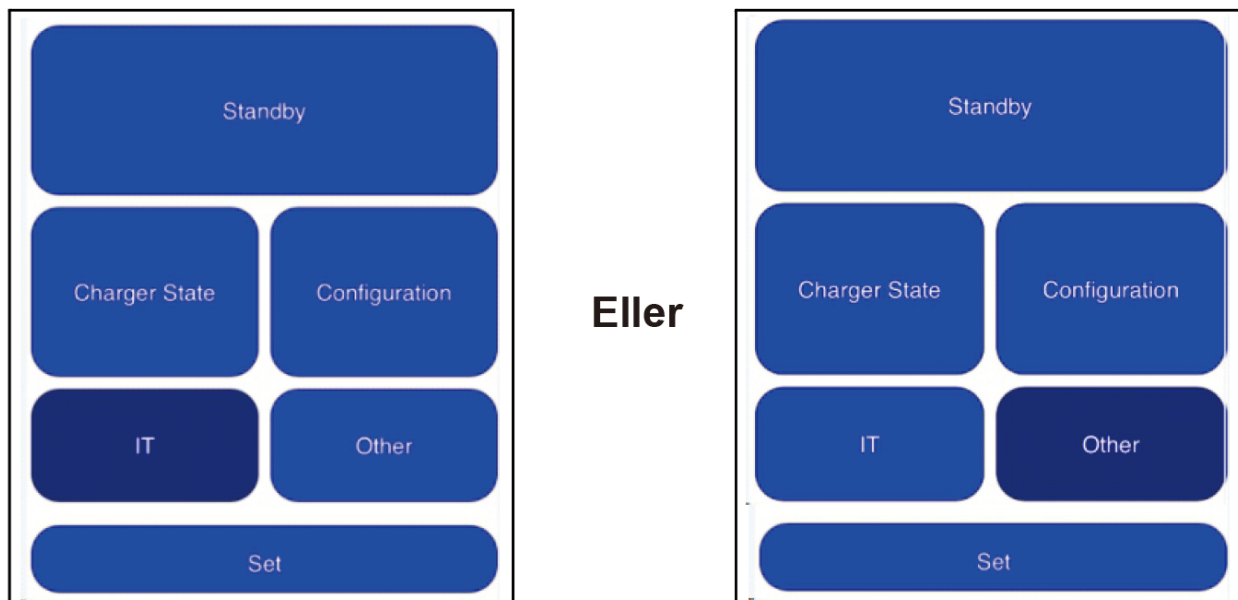 Standby
Charger State
Configuration
IT
Other
Set
Eller
Standby
Charger State
Configuration
IT
Other
Set